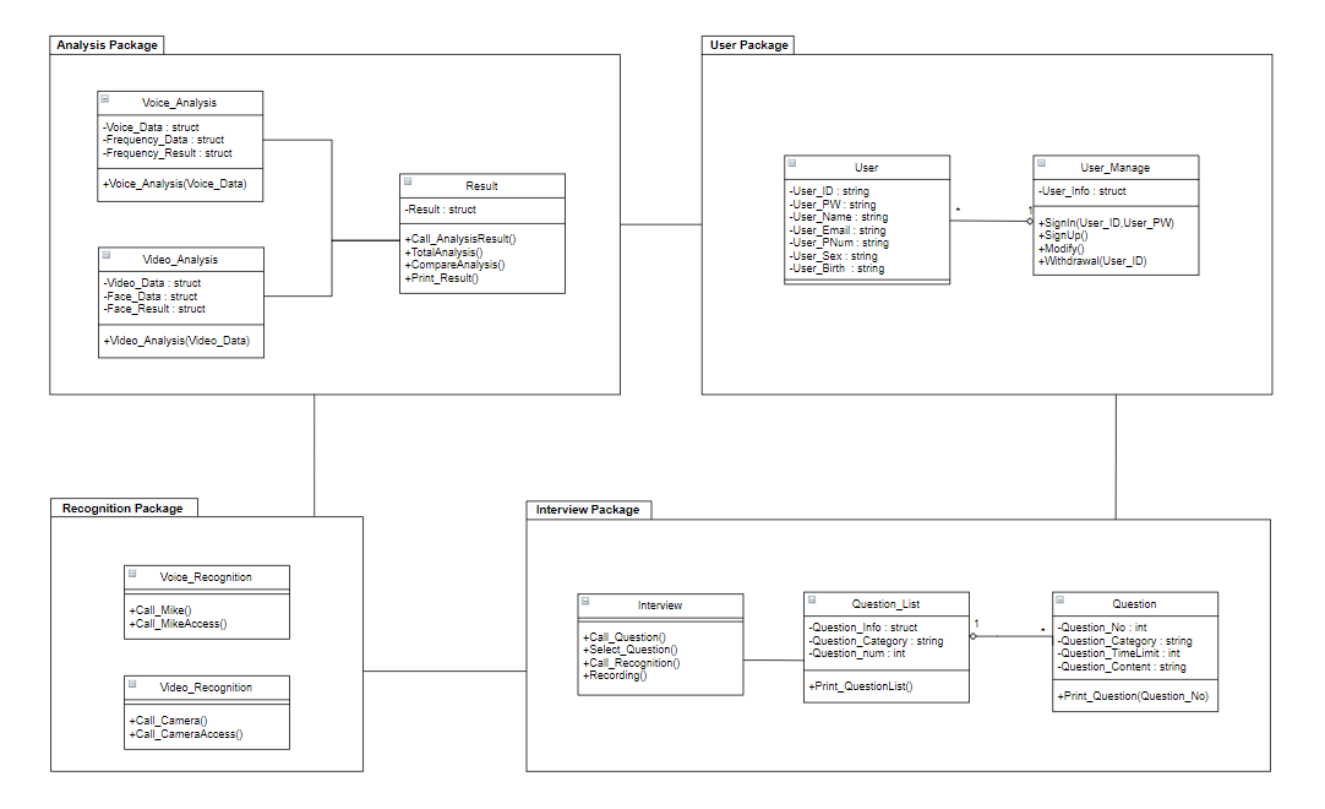 Analysis Package
Voice_Analysis
-Voice_Data : struct
-Frequency_Data : struct
-Frequency_Result : struct
+Voice_Analysis(Voice_Data)
Video_Analysis
-Video_Data : struct
-Face_Data : struct
-Face_Result : struct
+Video_Analysis(Video_Data)
Result
-Result : struct
+Call_AnalysisResult()
+TotalAnalysis()
+CompareAnalysis()
+Print_Result()
User Package
User
-User_ID : string
-User_PW : string
-User_Name : string
-User_Email : string
-User_PNum : string
-User_Sex : string
-User_Birth : string
*
1
User_Manage
-User_Info : struct
+SignIn(User_ID,User_PW)
+SignUp()
+Modify()
+Withdrawal(User_ID)
Recognition Package
Voice_Recognition
+Call_Mike()
+Call_MikeAccess()
Video_Recognition
+Call_Camera()
+Call_CameraAccess()
Interview Package
Interview
+Call_Question()
+Select_Question()
+Call_Recognition()
+Recording()
Question_List
-Question_Info : struct
-Question_Category : string
-Question_num : int
+Print_QuestionList()
1
*
Question
-Question_No : int
-Question_Category : string
-Question_TimeLimit : int
-Question_Content : string
+Print_Question(Question_No)